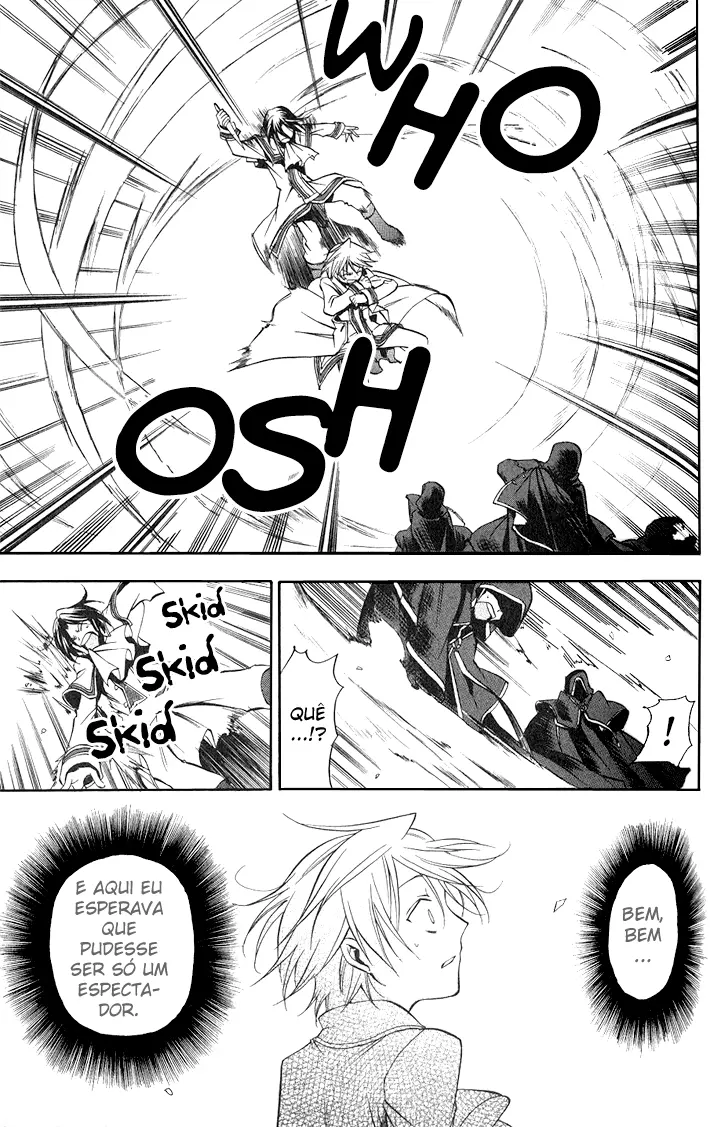 WHO
OSH
!
QUÊ
...!?
Skid
Skid
Skid
BEM,
BEM
...
E AQUI EU
ESPERAVA
QUE
PUDESSE
SER SÓ UM
ESPECTA-
DOR.